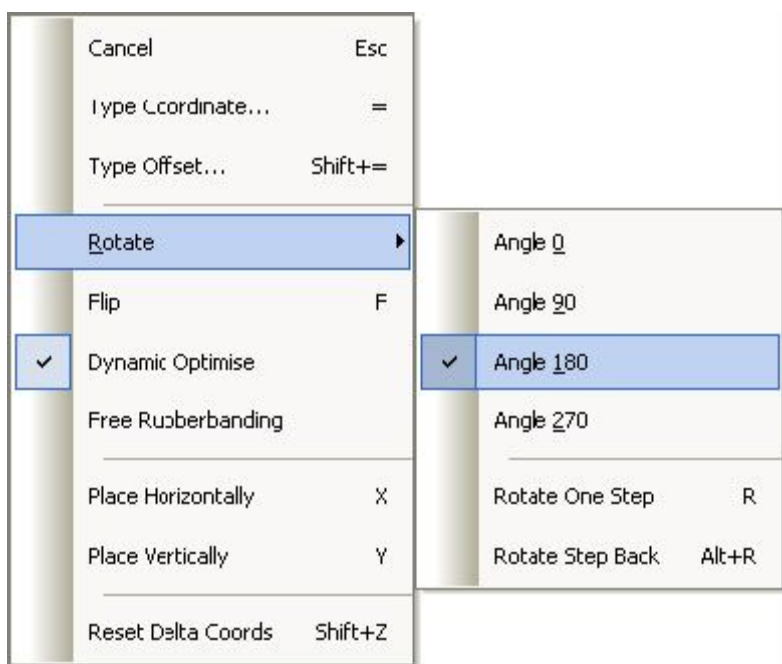 Cancel Esc
Type Coordinate... =
Type Offset... Shift+=
Rotate
Flip F
Dynamic Optimise
Free Rubberbanding
Place Horizontally X
Place Vertically Y
Reset Delta Coords Shift+Z
Angle 0
Angle 90
Angle 180
Angle 270
Rotate One Step R
Rotate Step Back Alt+R